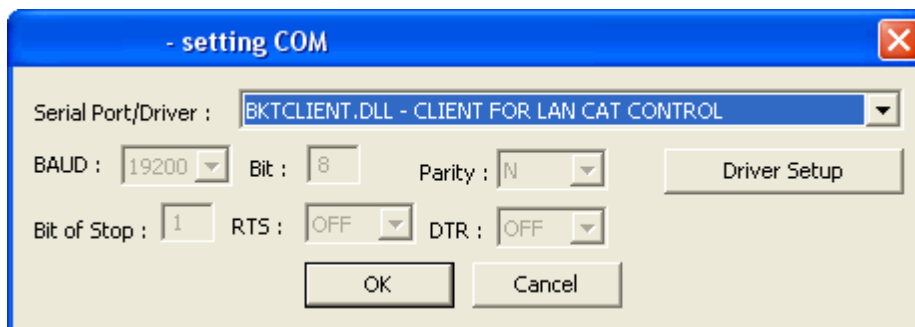 - setting COM
Serial Port/Driver : BKTCLIENT.DLL - CLIENT FOR LAN CAT CONTROL
BAUD : 19200 Bit : 8 Parity : N Driver Setup
Bit of Stop : 1 RTS : OFF DTR : OFF
OK Cancel